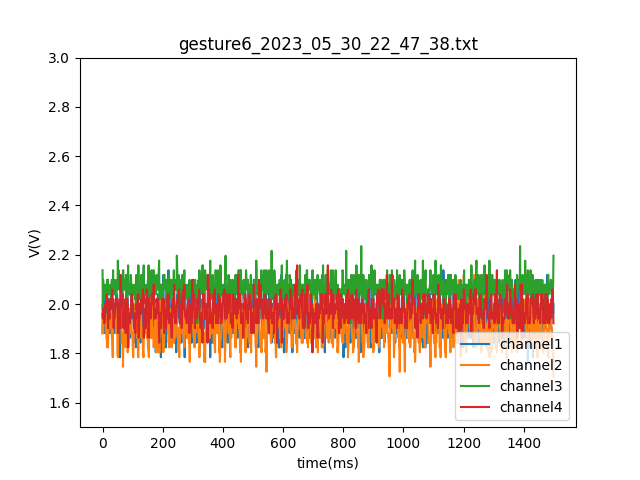 gesture6_2023_05_30_22_47_38.txt
3.0
2.8
2.6
2.4
2.2
2.0
1.8
1.6
V(V)
0 200 400 600 800 1000 1200 1400
time(ms)
channel1
channel2
channel3
channel4